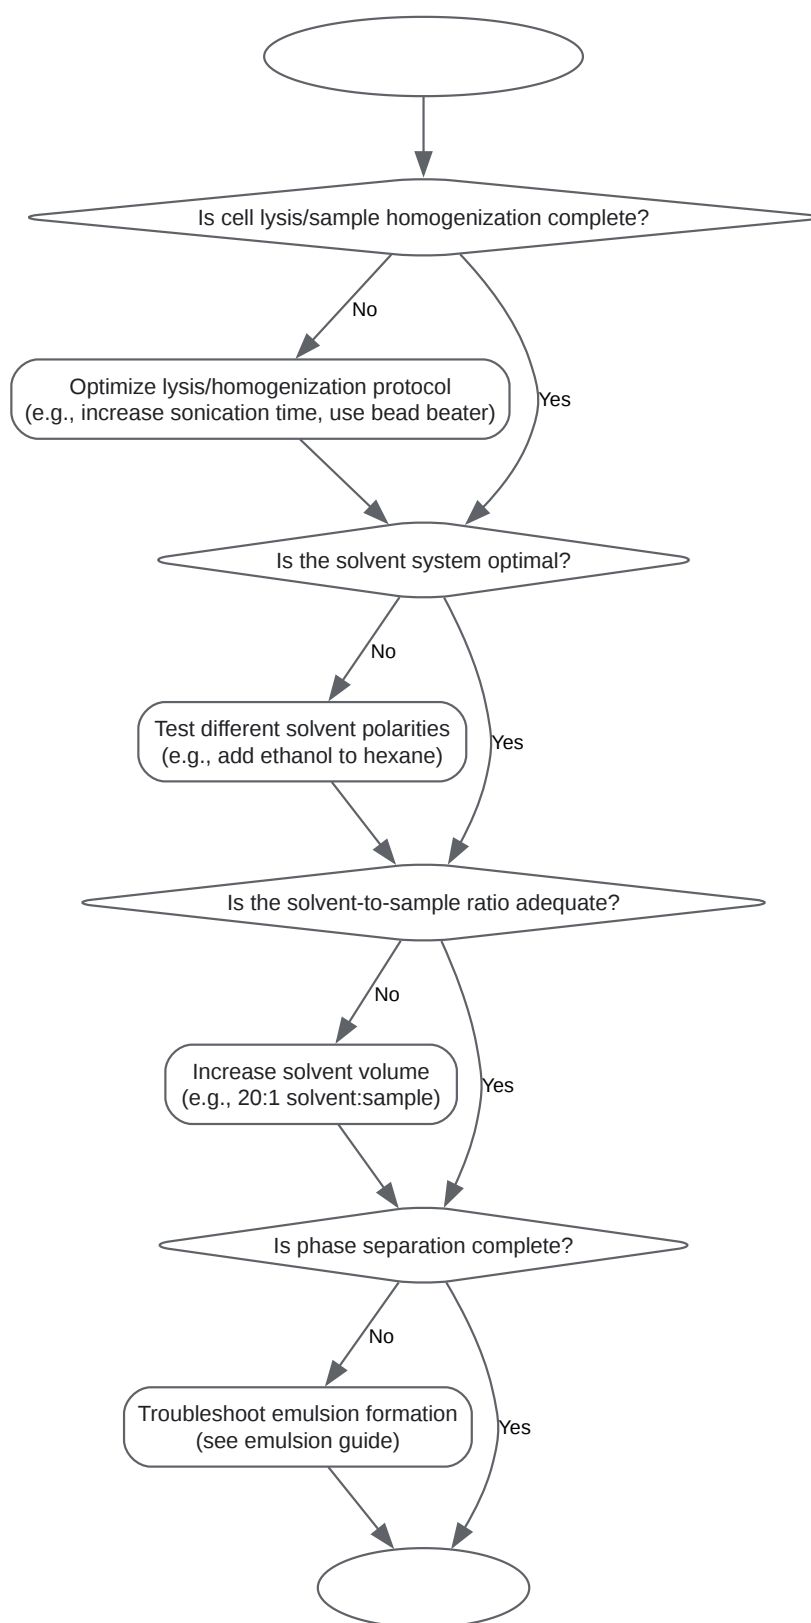 Is cell lysis/sample homogenization complete?
No
Optimize lysis/homogenization protocol
(e.g., increase sonication time, use bead beater)
Yes
Is the solvent system optimal?
No
Test different solvent polarities
(e.g., add ethanol to hexane)
Yes
Is the solvent-to-sample ratio adequate?
No
Increase solvent volume
(e.g., 20:1 solvent:sample)
Yes
Is phase separation complete?
No
Troubleshoot emulsion formation
(see emulsion guide)
Yes